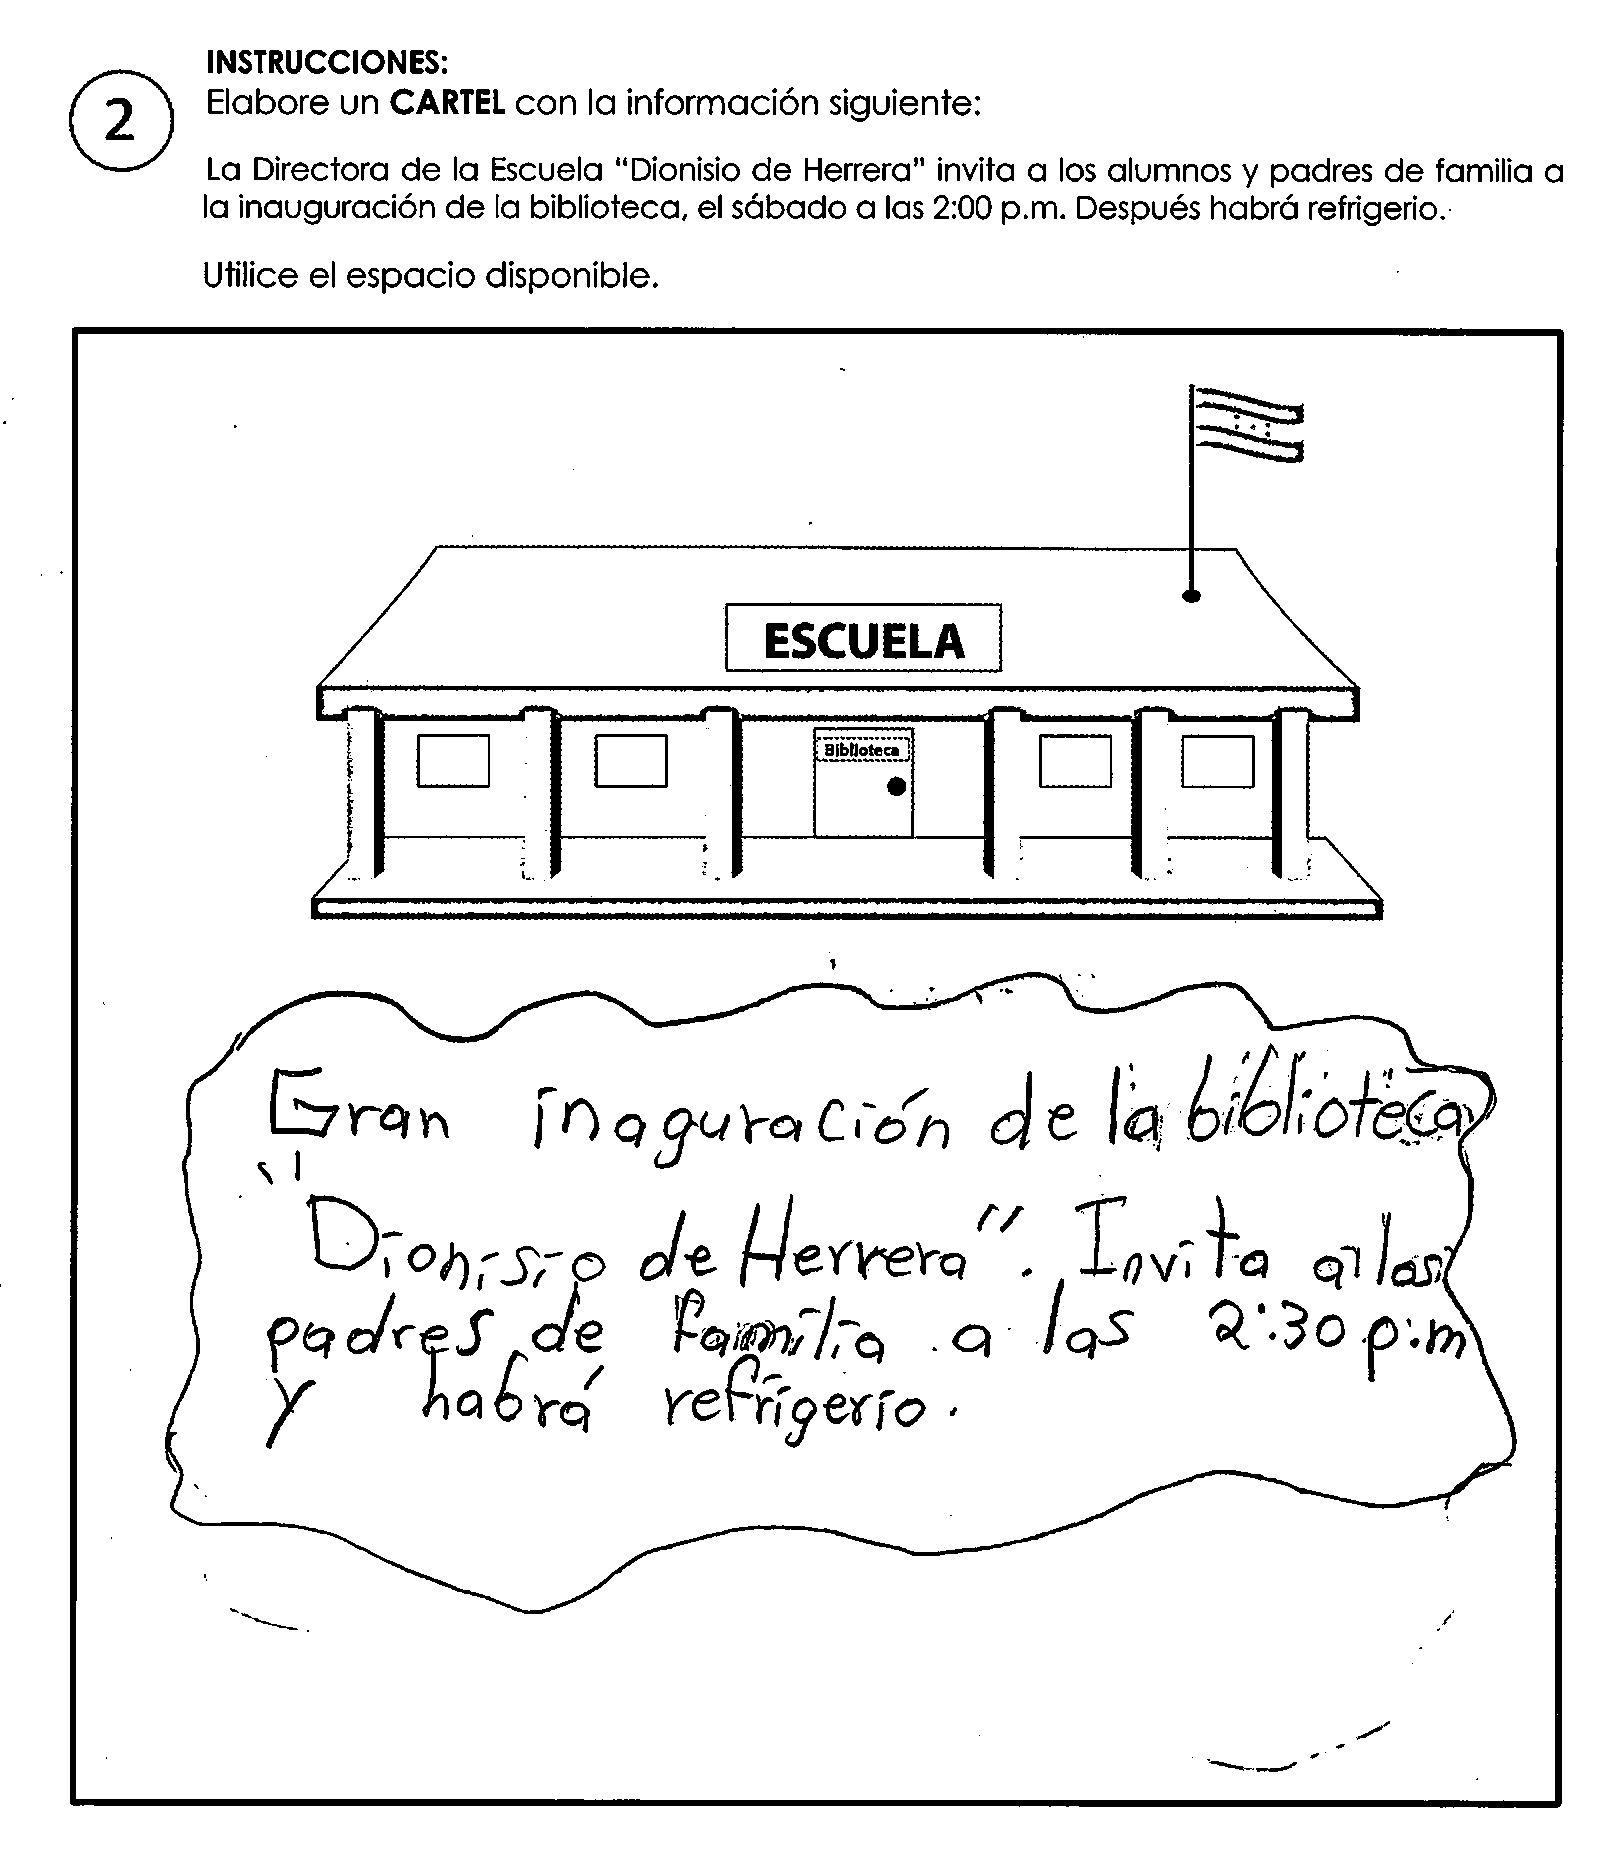 INSTRUCCIONES:
2
Elabore un CARTEL con la información siguiente:
La Directora de la Escuela "Dionisio de Herrera" invita a los alumnos y padres de familia a
la inauguración de la biblioteca, el sábado a las 2:00 p.m. Después habrá refrigerio.
Utilice el espacio disponible.
ESCUELA
Biblioteca
Gran inaguración de la biblioteca
"Dionisio de Herrera". Invita a los
padres de familia a las 2:30 p.m
y habrá refrigerio.